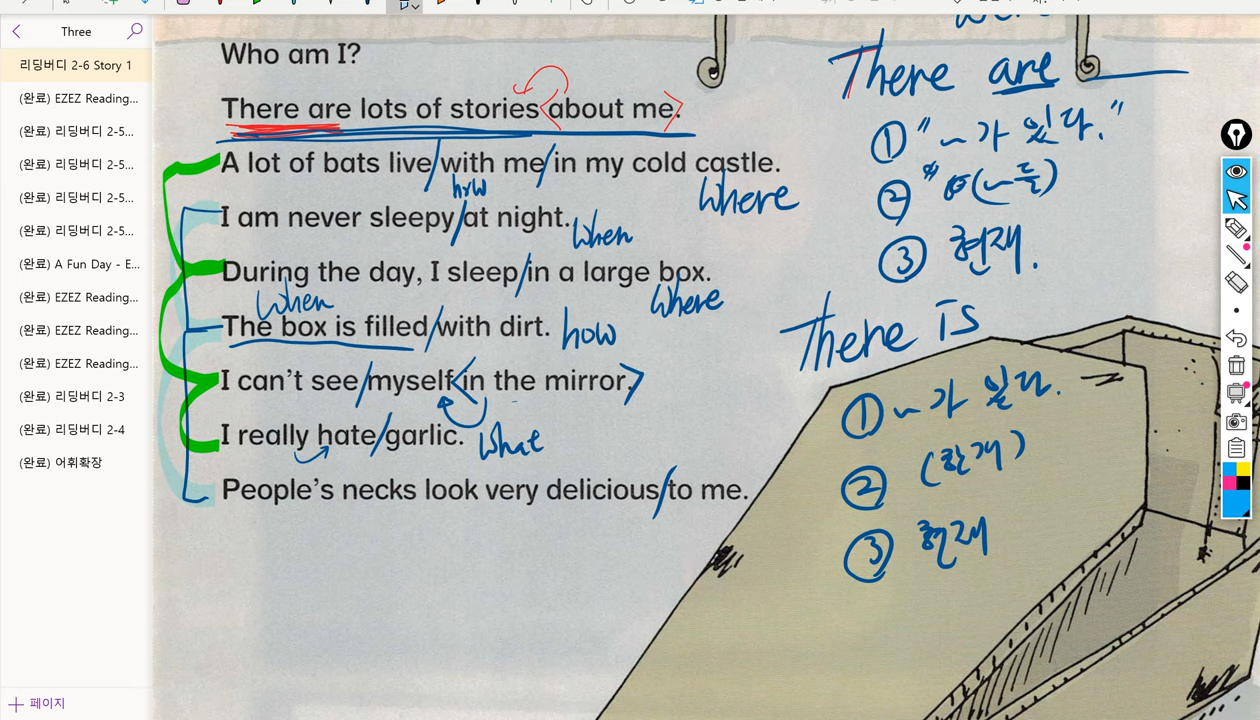 Three
리딩버디 2-6 Story 1
(완료) EZEZ Reading...
(완료) 리딩버디 2-5...
(완료) 리딩버디 2-5...
(완료) 리딩버디 2-5...
(완료) 리딩버디 2-5...
(완료) A Fun Day - E...
(완료) EZEZ Reading...
(완료) EZEZ Reading...
(완료) EZEZ Reading...
(완료) 리딩버디 2-3
(완료) 리딩버디 2-4
(완료) 어휘확장
페이지
Who am I?
There are lots of stories about me.
A lot of bats live/with me/in my cold castle.
how
where
I am never sleepy/at night.
when
During the day, I sleep/in a large box.
when
where
The box is filled/with dirt. how
I can't see/myself<in the mirror.>
I really hate/garlic. what
People's necks look very delicious/to me.
There are
① "~가 있다."
② (~들)
③ 현재.
There is
① ~가 있다.
② (한개)
③ 현재